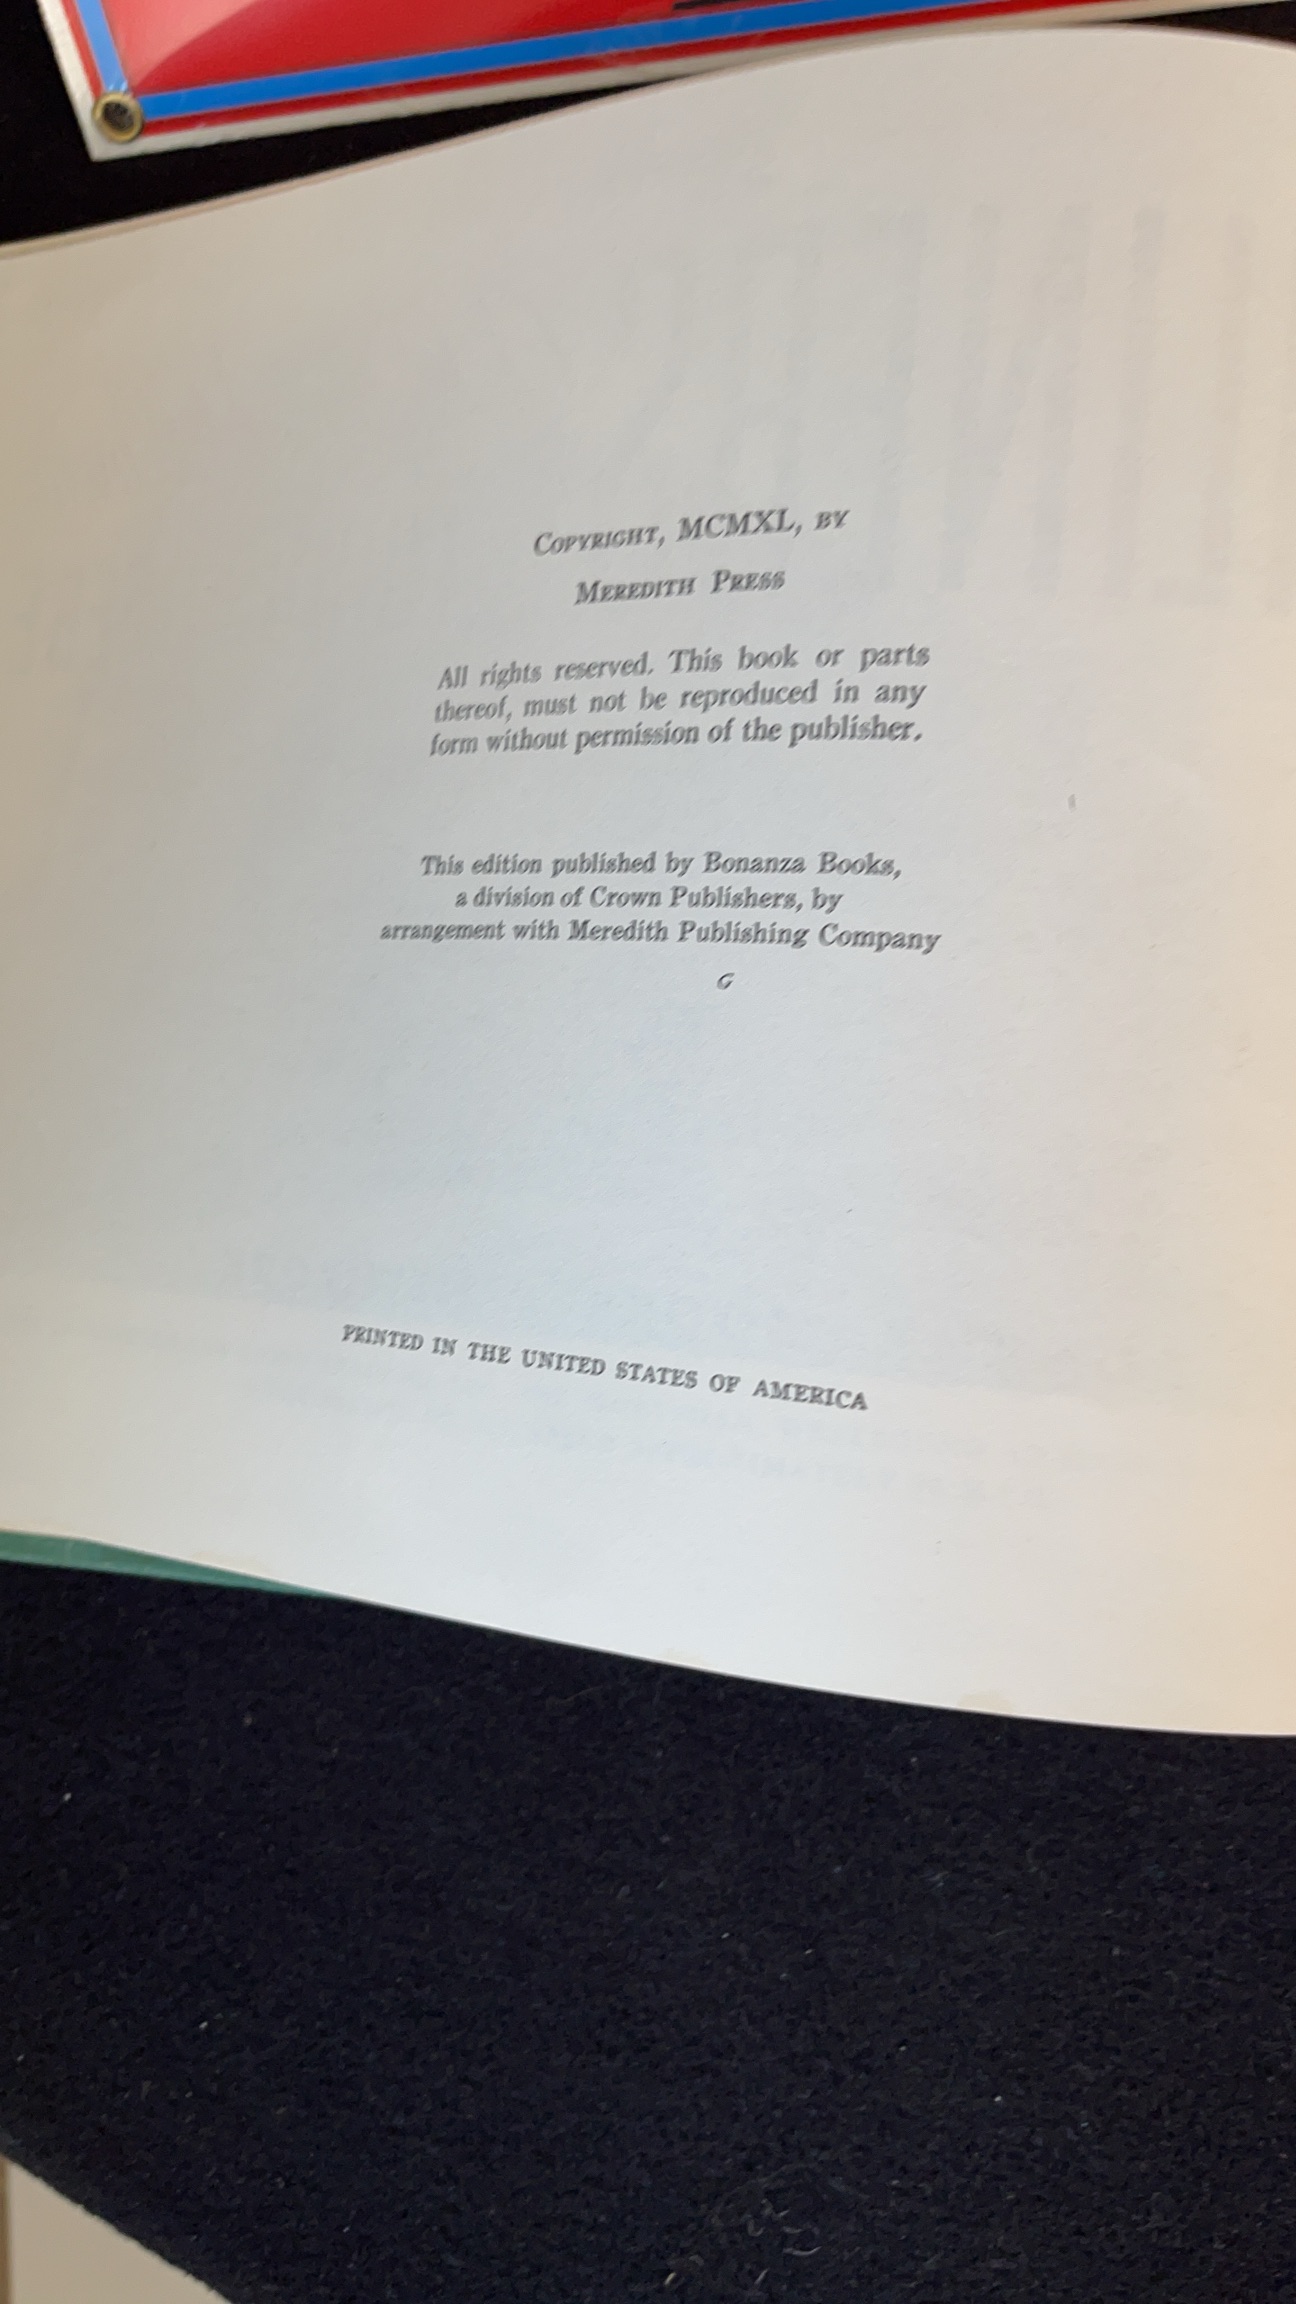 COPYRIGHT, MCMXL, BY
MEREDITH PRESS
All rights reserved. This book or parts
thereof, must not be reproduced in any
form without permission of the publisher.
This edition published by Bonanza Books,
a division of Crown Publishers, by
arrangement with Meredith Publishing Company
G
PRINTED IN THE UNITED STATES OF AMERICA